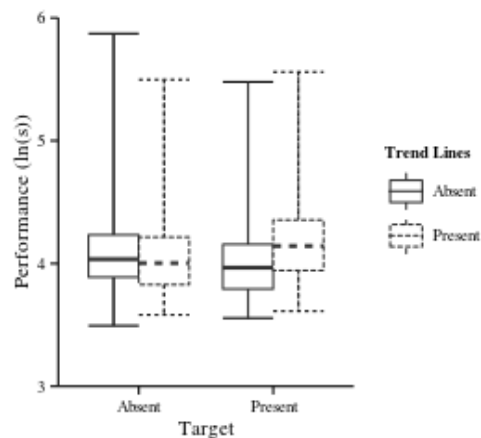 6
5
4
3
Performance (ln(s))
Absent
Present
Target
Trend Lines
Absent
Present